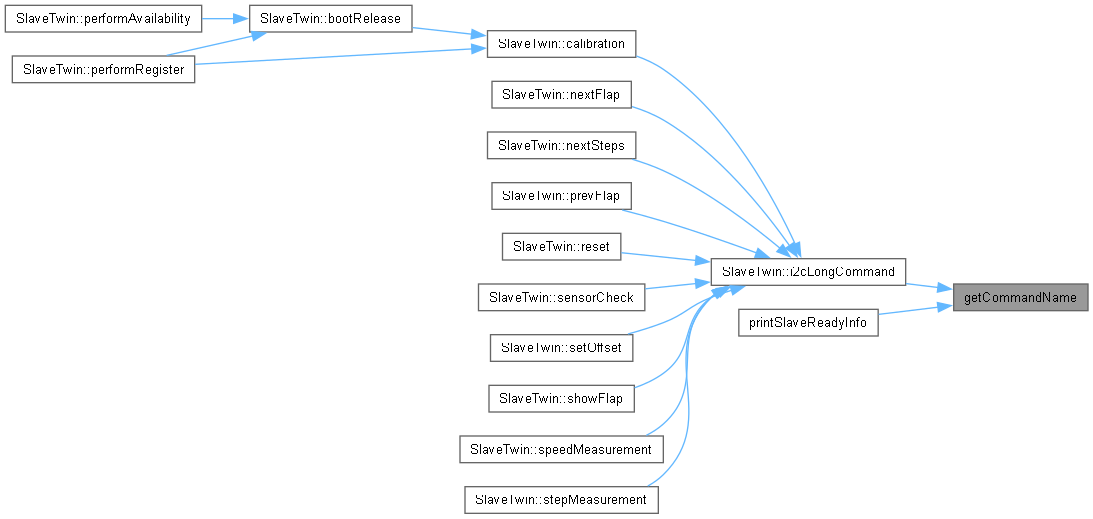 SlaveTwin::performAvailability
SlaveTwin::bootRelease
SlaveTwin::calibration
SlaveTwin::performRegister
SlaveTwin::nextFlap
SlaveTwin::nextSteps
SlaveTwin::prevFlap
SlaveTwin::reset
SlaveTwin::i2cLongCommand
SlaveTwin::sensorCheck
getCommandName
printSlaveReadyInfo
SlaveTwin::setOffset
SlaveTwin::showFlap
SlaveTwin::speedMeasurement
SlaveTwin::stepMeasurement